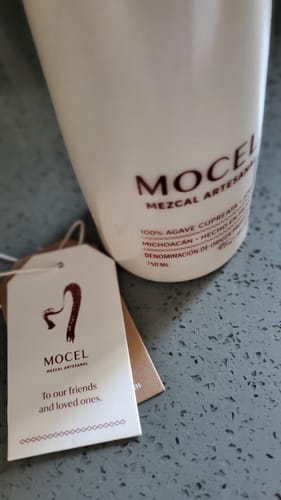 MOCEL
MEZCAL ARTESANAL
100% AGAVE CUPREATA
MICHOACÁN - HECHO EN
DENOMINACIÓN DE ORIGEN
750 Ml
MOCEL
MEZCAL ARTESANAL
To our friends
and loved ones.